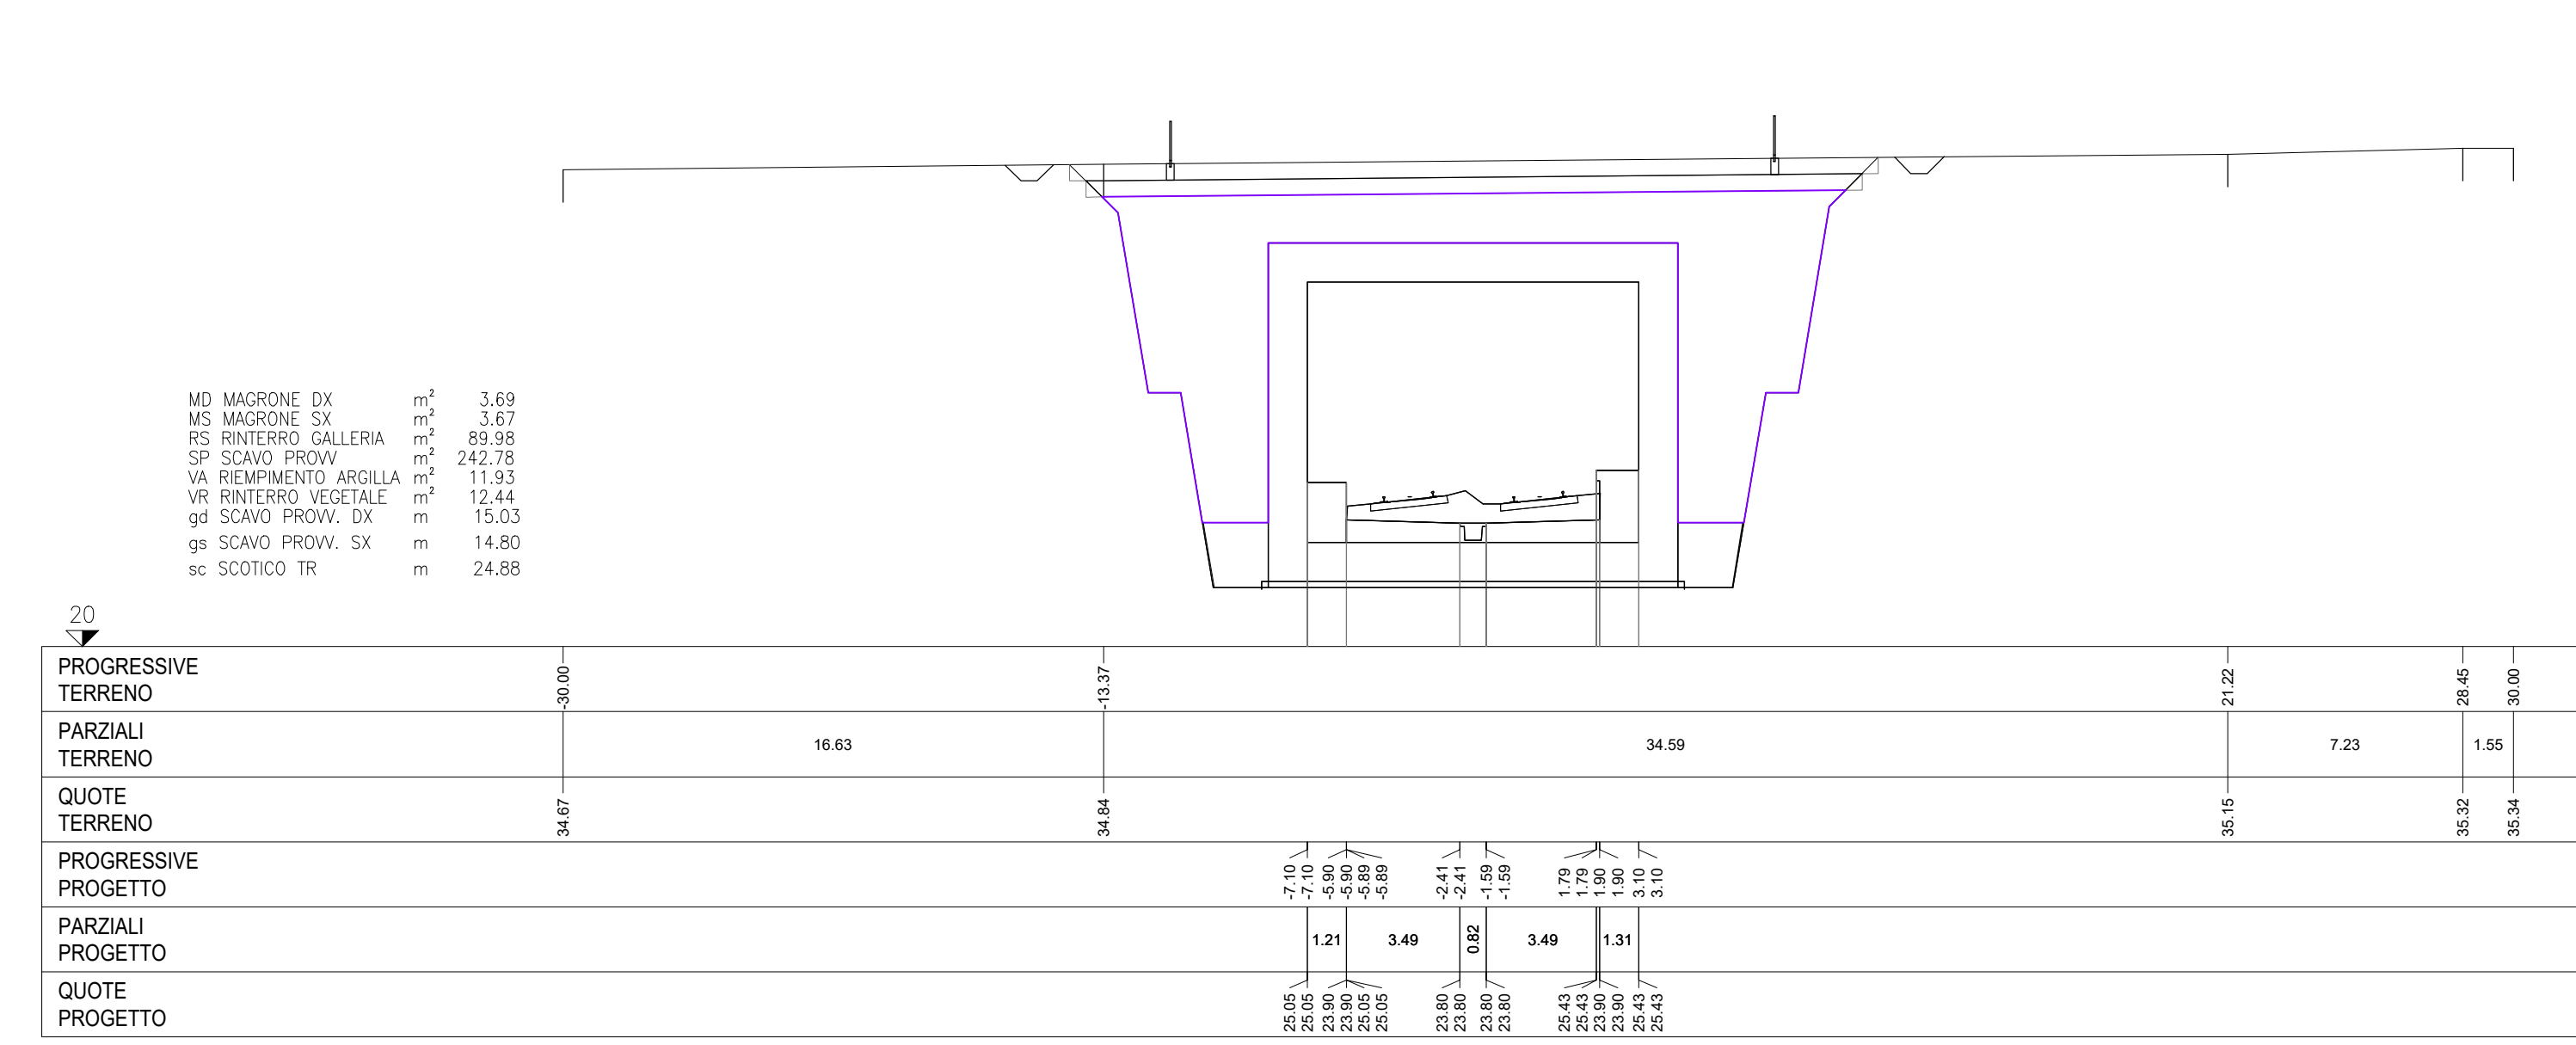 MD MAGRONE DX m² 3.69
MS MAGRONE SX m² 3.67
RS RINTERRO GALLERIA m² 89.98
SP SCAVO PROVV m² 242.78
VA RIEMPIMENTO ARGILLA m² 11.93
VR RINTERRO VEGETALE m² 12.44
gd SCAVO PROVV. DX m 15.03
gs SCAVO PROVV. SX m 14.80
sc SCOTICO TR m 24.88
20
PROGRESSIVE
TERRENO
-30.00 -13.37 21.22 28.45 30.00
PARZIALI
TERRENO
16.63 34.59 7.23 1.55
QUOTE
TERRENO
34.67 34.84 35.15 35.32 35.34
PROGRESSIVE
PROGETTO
-7.10 -7.10 -5.90 -5.90 -5.89 -5.89 -2.41 -2.41 -1.59 -1.59 1.79 1.79 1.90 1.90 3.10 3.10
PARZIALI
PROGETTO
1.21 3.49 0.82 3.49 1.31
QUOTE
PROGETTO
25.05 25.05 23.90 23.90 25.05 25.05 23.80 23.80 23.80 23.80 25.43 25.43 23.90 23.90 25.43 25.43